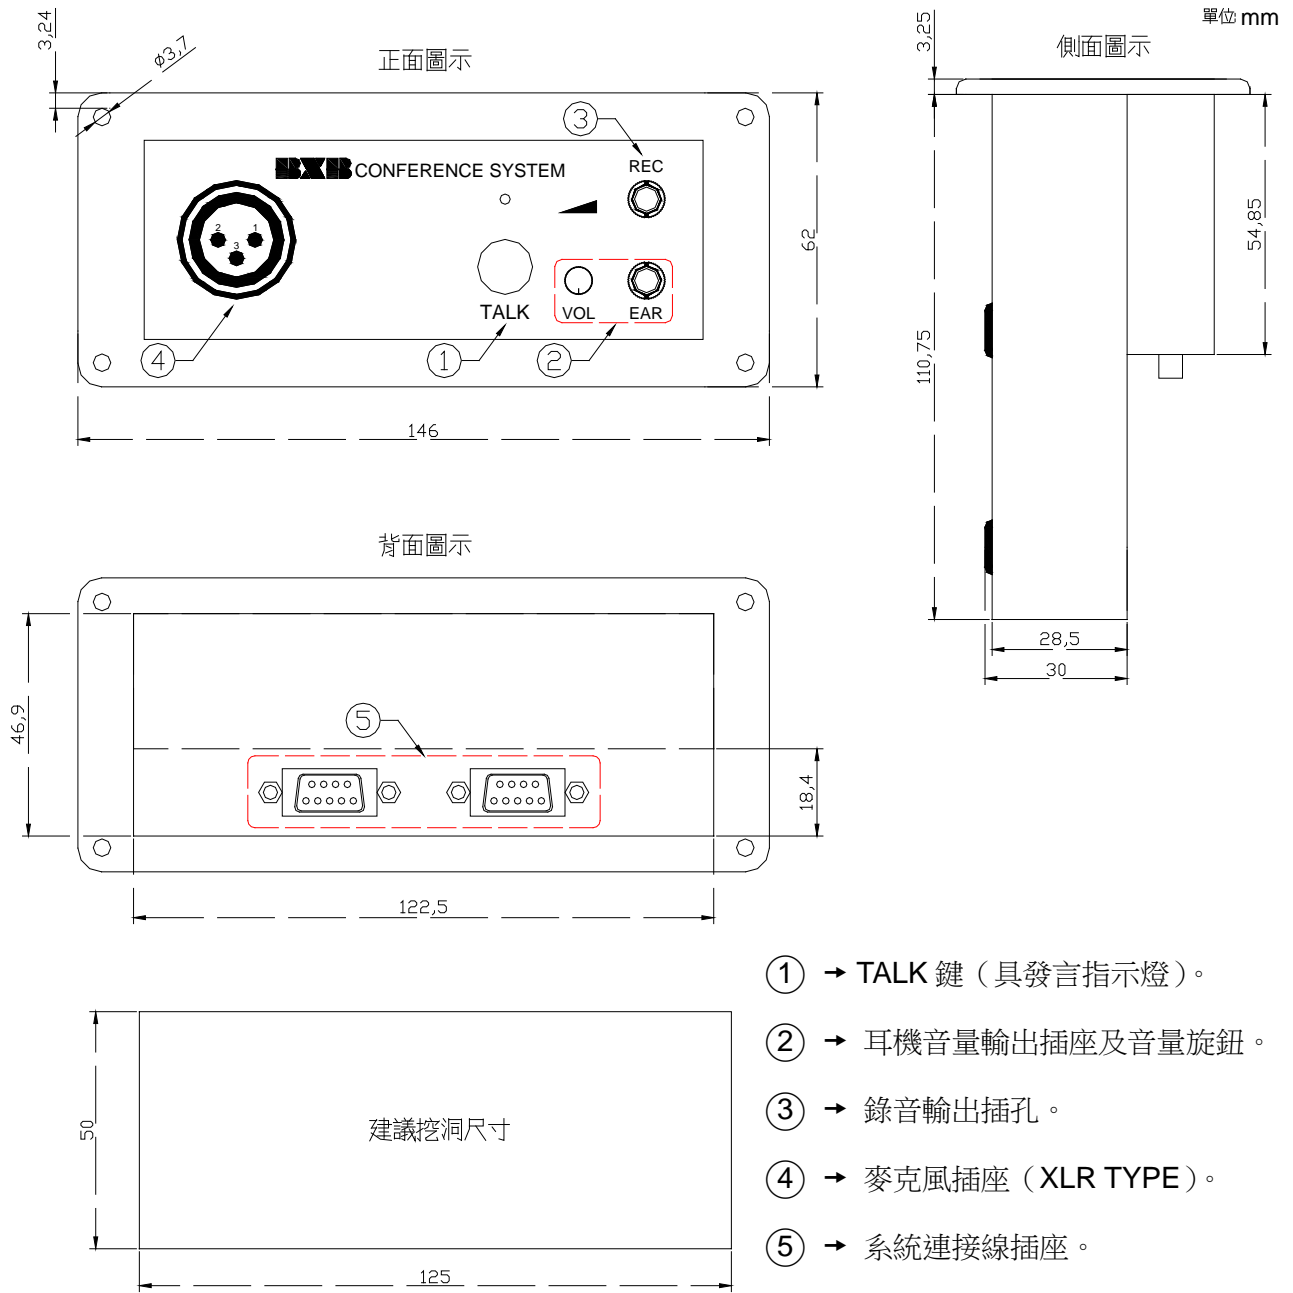 單位 mm
正面圖示
側面圖示
3,24
ø3,7
3,25
3
REC
BXB CONFERENCE SYSTEM
2
1
3
62
54,85
TALK
VOL
EAR
4
1
2
110,75
146
背面圖示
28,5
30
46,9
5
18,4
122,5
① → TALK 鍵（具發言指示燈）。
② → 耳機音量輸出插座及音量旋鈕。
③ → 錄音輸出插孔。
④ → 麥克風插座（XLR TYPE）。
⑤ → 系統連接線插座。
50
建議挖洞尺寸
125